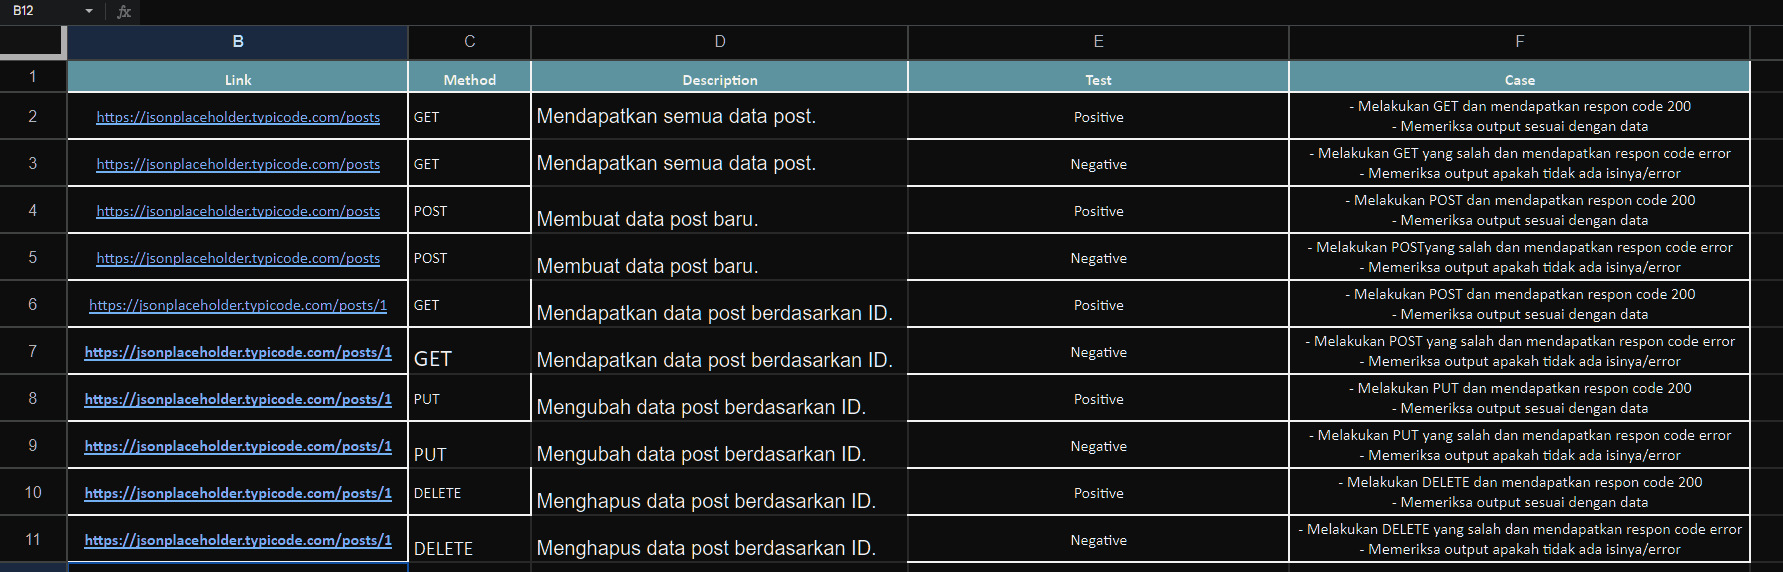 B12 fx
B C D E F
1 Link Method Description Test Case
2 https://jsonplaceholder.typicode.com/posts GET Mendapatkan semua data post. Positive - Melakukan GET dan mendapatkan respon code 200
- Memeriksa output sesuai dengan data
3 https://jsonplaceholder.typicode.com/posts GET Mendapatkan semua data post. Negative - Melakukan GET yang salah dan mendapatkan respon code error
- Memeriksa output apakah tidak ada isinya/error
4 https://jsonplaceholder.typicode.com/posts POST Membuat data post baru. Positive - Melakukan POST dan mendapatkan respon code 200
- Memeriksa output sesuai dengan data
5 https://jsonplaceholder.typicode.com/posts POST Membuat data post baru. Negative - Melakukan POSTyang salah dan mendapatkan respon code error
- Memeriksa output apakah tidak ada isinya/error
6 https://jsonplaceholder.typicode.com/posts/1 GET Mendapatkan data post berdasarkan ID. Positive - Melakukan POST dan mendapatkan respon code 200
- Memeriksa output sesuai dengan data
7 https://jsonplaceholder.typicode.com/posts/1 GET Mendapatkan data post berdasarkan ID. Negative - Melakukan POST yang salah dan mendapatkan respon code error
- Memeriksa output apakah tidak ada isinya/error
8 https://jsonplaceholder.typicode.com/posts/1 PUT Mengubah data post berdasarkan ID. Positive - Melakukan PUT dan mendapatkan respon code 200
- Memeriksa output sesuai dengan data
9 https://jsonplaceholder.typicode.com/posts/1 PUT Mengubah data post berdasarkan ID. Negative - Melakukan PUT yang salah dan mendapatkan respon code error
- Memeriksa output apakah tidak ada isinya/error
10 https://jsonplaceholder.typicode.com/posts/1 DELETE Menghapus data post berdasarkan ID. Positive - Melakukan DELETE dan mendapatkan respon code 200
- Memeriksa output sesuai dengan data
11 https://jsonplaceholder.typicode.com/posts/1 DELETE Menghapus data post berdasarkan ID. Negative - Melakukan DELETE yang salah dan mendapatkan respon code error
- Memeriksa output apakah tidak ada isinya/error